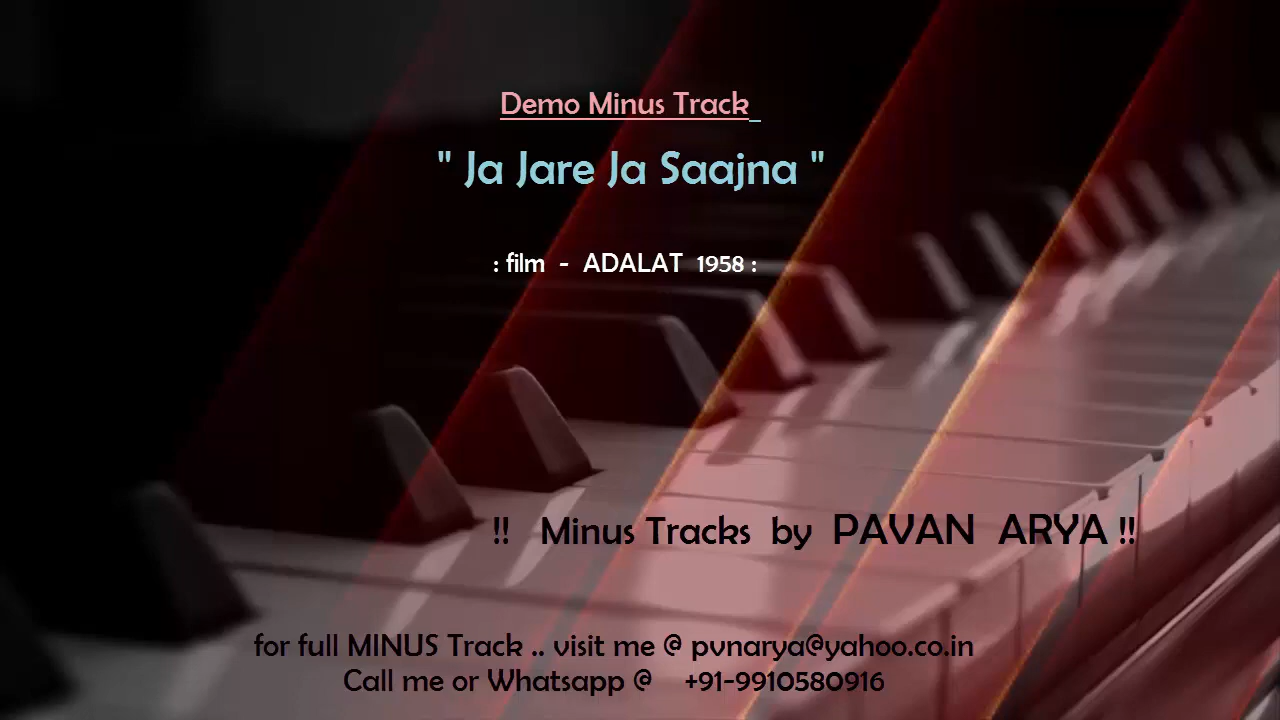 Demo Minus Track_
" Ja Jare Ja Saajna "
: film - ADALAT 1958 :
!! Minus Tracks by PAVAN ARYA !!
for full MINUS Track .. visit me @ pvnarya@yahoo.co.in
Call me or Whatsapp @ +91-9910580916